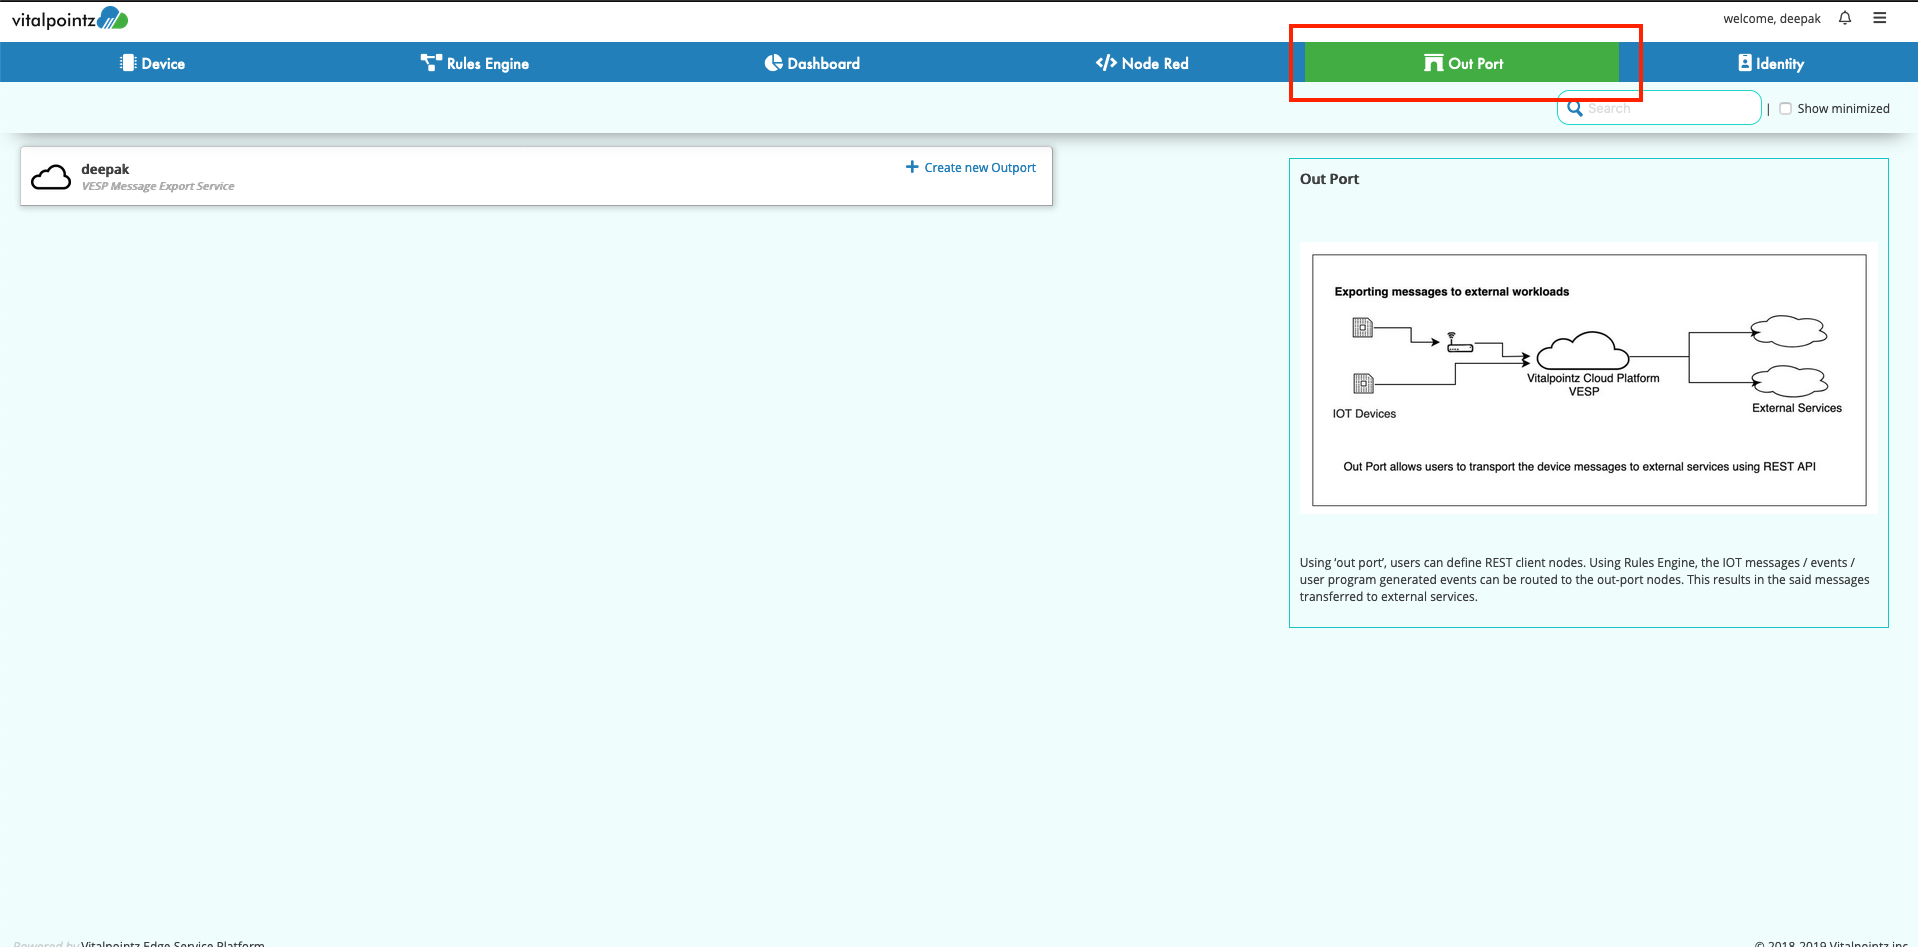 vitalpointz
welcome, deepak
Device
Rules Engine
Dashboard
Node Red
Out Port
Identity
Search
| Show minimized
deepak
VESP Message Export Service
Create new Outport
Out Port
Exporting messages to external workloads
Vitalpointz Cloud Platform
VESP
External Services
IOT Devices
Out Port allows users to transport the device messages to external services using REST API
Using ‘out port’, users can define REST client nodes. Using Rules Engine, the IOT messages / events /
user program generated events can be routed to the out-port nodes. This results in the said messages
transferred to external services.
Powered by Vitalpointz Edge Service Platform
© 2018-2019 Vitalpointz inc